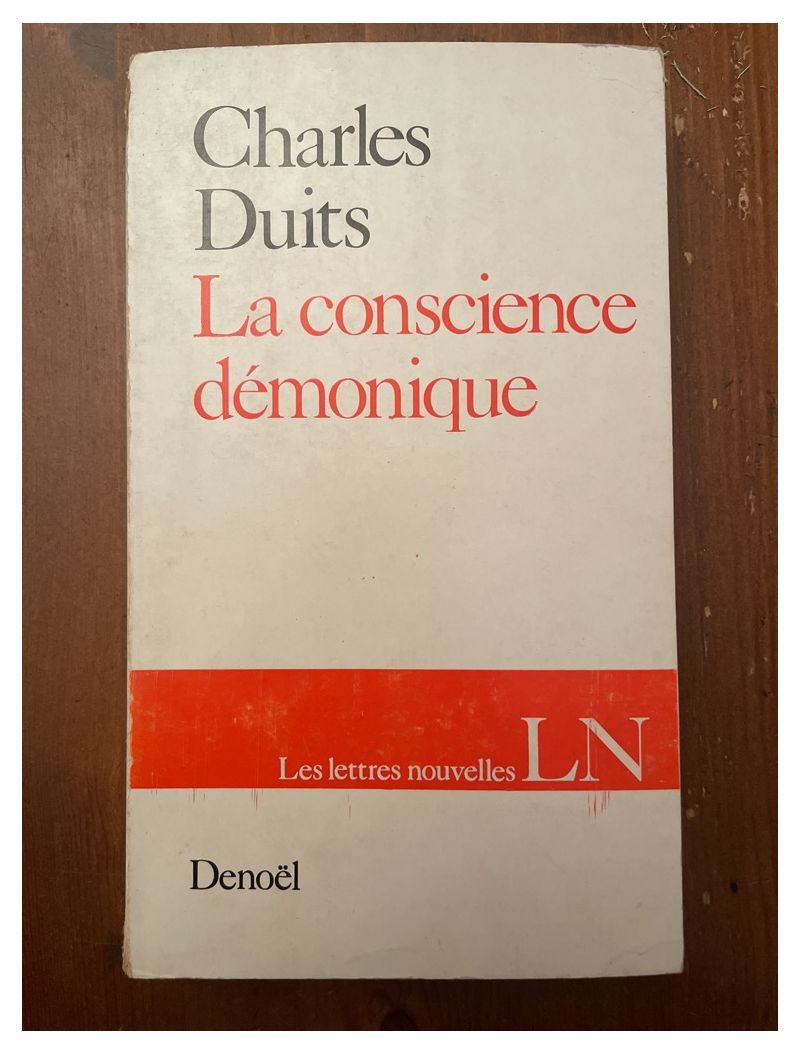 Charles
Duits
La conscience
démonique
Les lettres nouvelles LN
Denoël